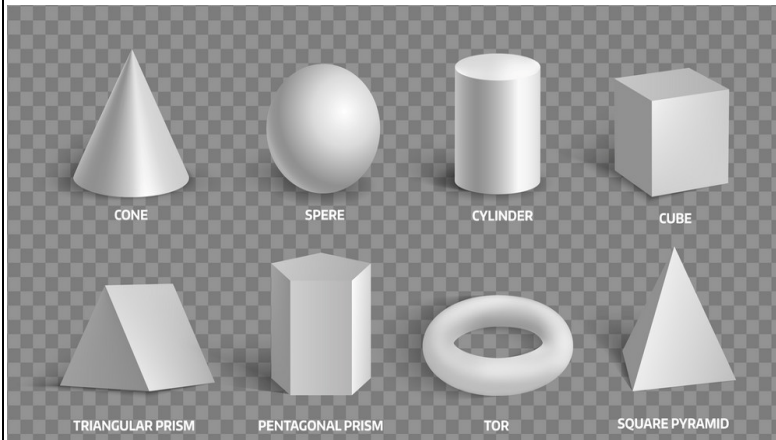 CONE
SPERE
CYLINDER
CUBE
TRIANGULAR PRISM
PENTAGONAL PRISM
TOR
SQUARE PYRAMID